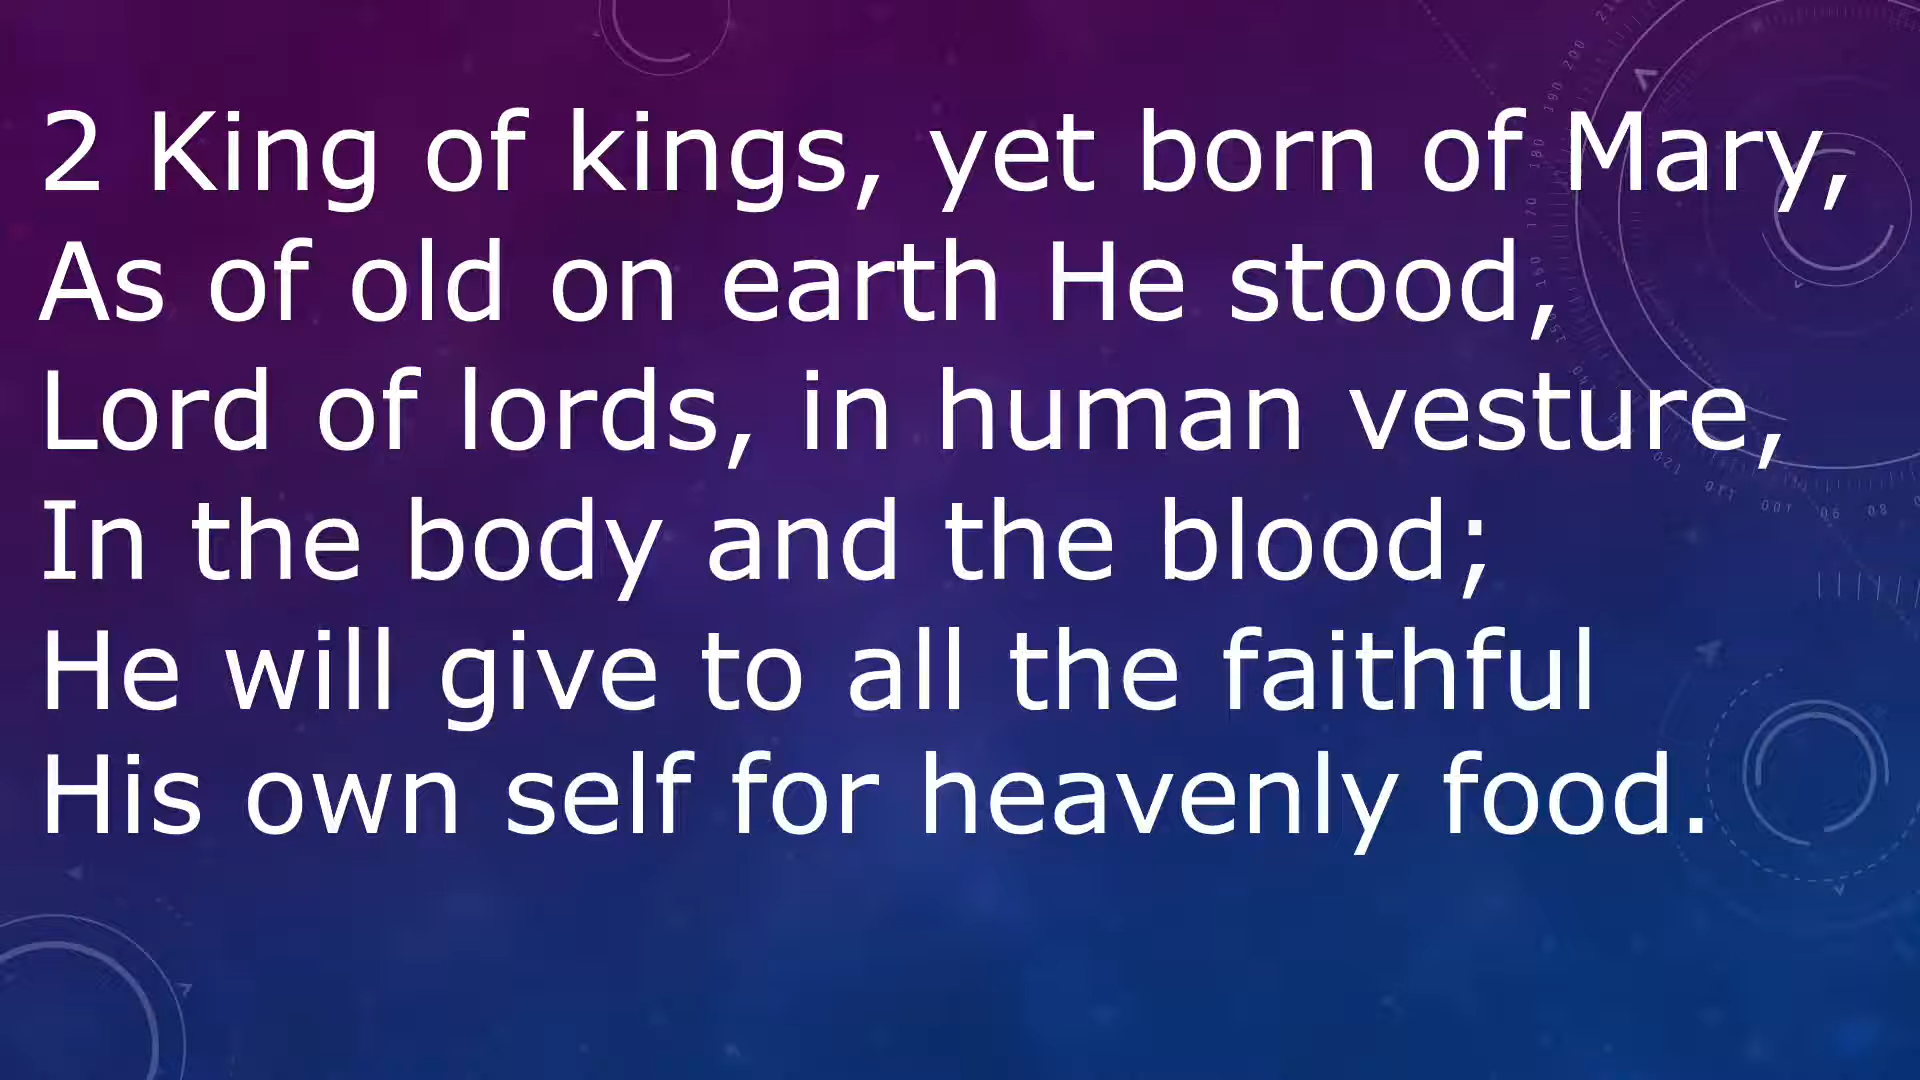 2 King of kings, yet born of Mary,
As of old on earth He stood,
Lord of lords, in human vesture,
In the body and the blood;
He will give to all the faithful
His own self for heavenly food.